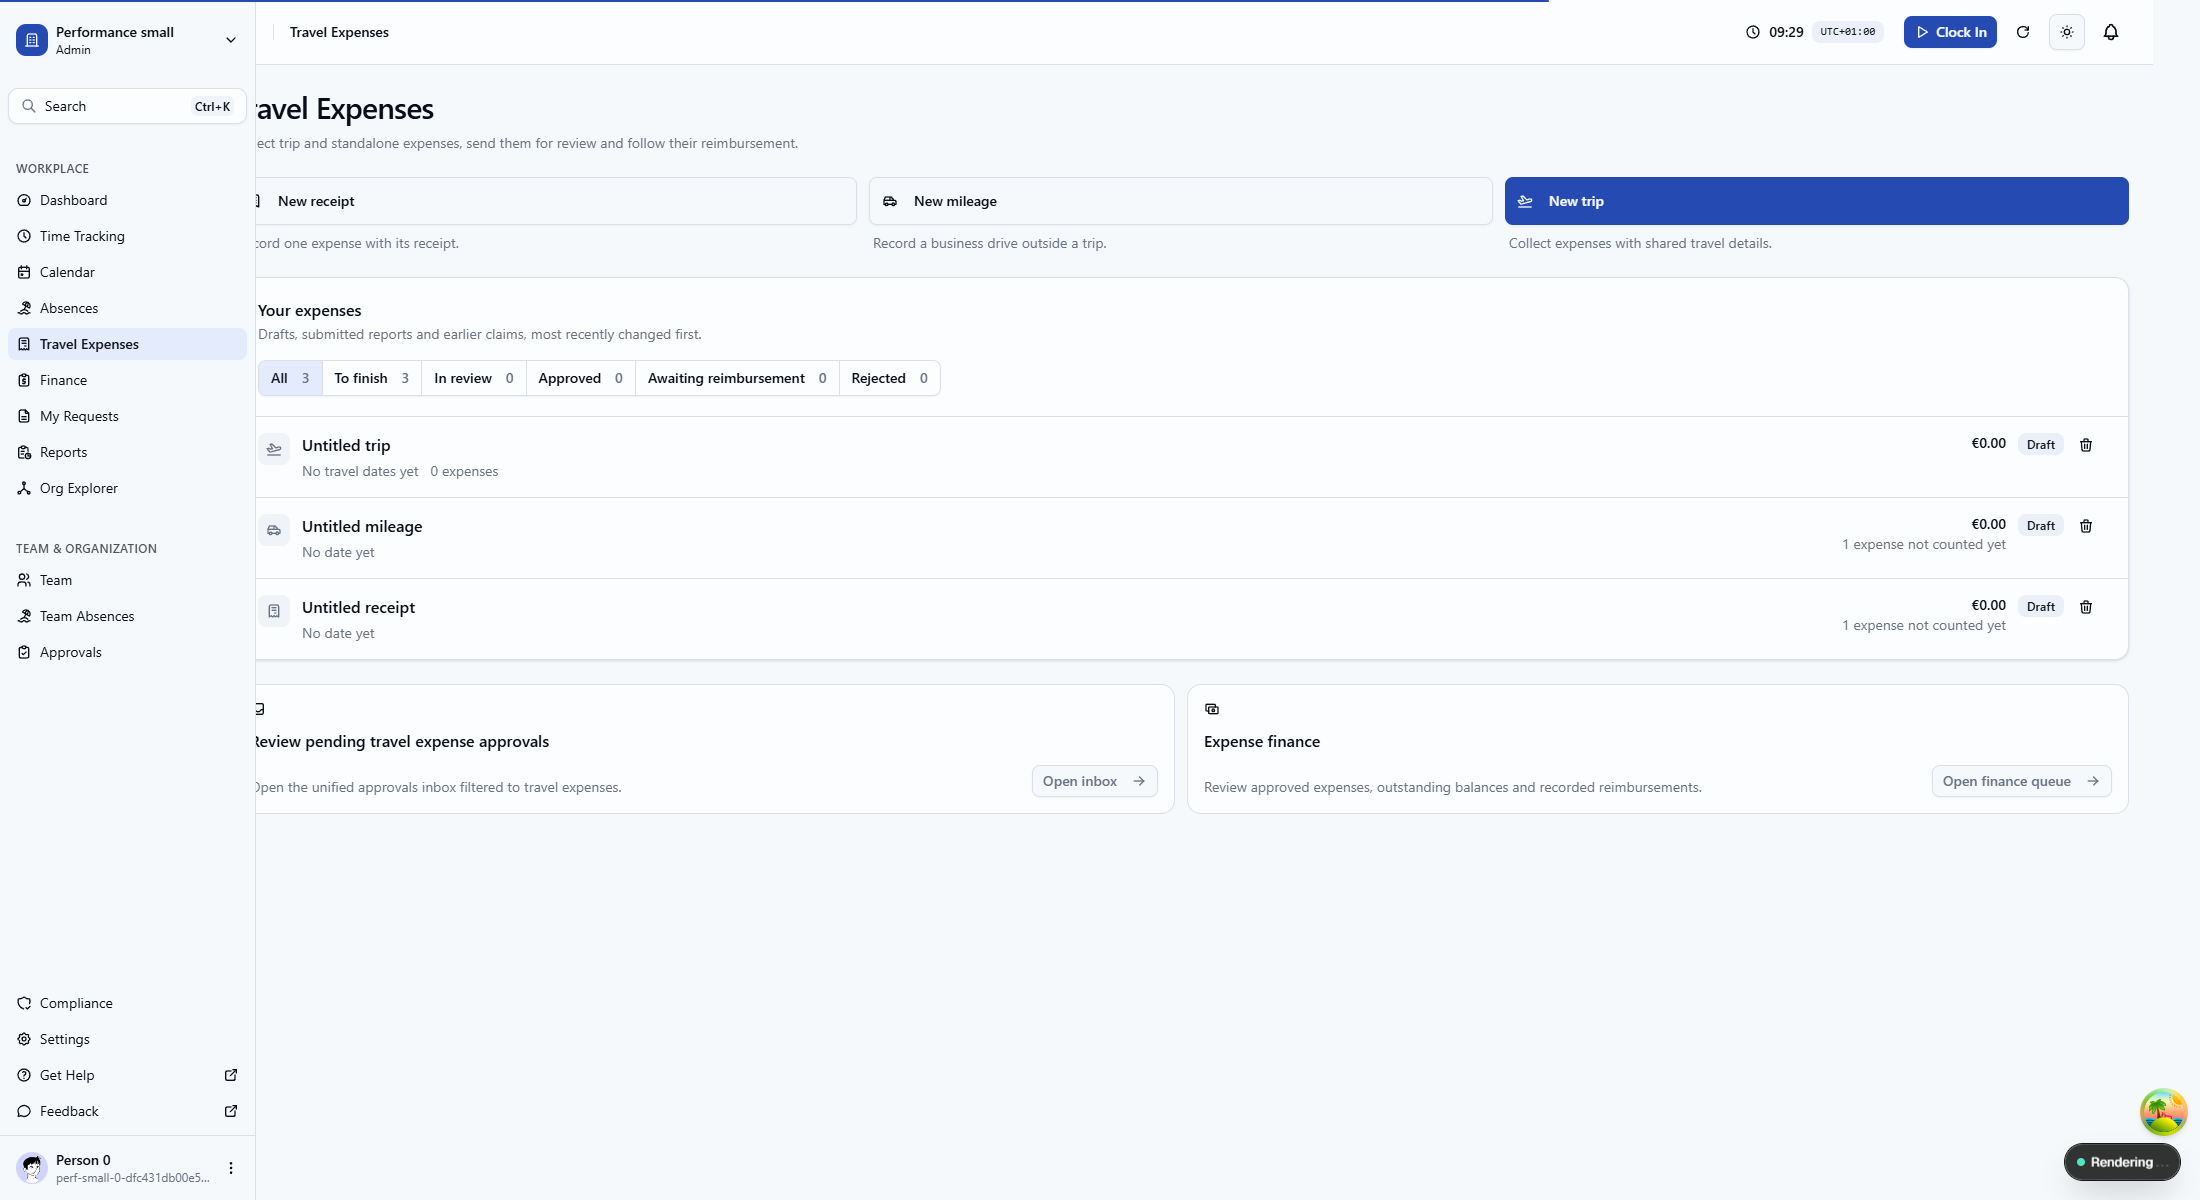 Performance small
Admin
Search
Ctrl+K
WORKPLACE
Dashboard
Time Tracking
Calendar
Absences
Travel Expenses
Finance
My Requests
Reports
Org Explorer
TEAM & ORGANIZATION
Team
Team Absences
Approvals
Compliance
Settings
Get Help
Feedback
Person 0
perf-small-0-dfc431db00e5...
Travel Expenses
09:29
UTC+01:00
Clock In
ravel Expenses
ect trip and standalone expenses, send them for review and follow their reimbursement.
New receipt
cord one expense with its receipt.
New mileage
Record a business drive outside a trip.
New trip
Collect expenses with shared travel details.
Your expenses
Drafts, submitted reports and earlier claims, most recently changed first.
All 3
To finish 3
In review 0
Approved 0
Awaiting reimbursement 0
Rejected 0
Untitled trip
No travel dates yet 0 expenses
€0.00
Draft
Untitled mileage
No date yet
€0.00
Draft
1 expense not counted yet
Untitled receipt
No date yet
€0.00
Draft
1 expense not counted yet
Review pending travel expense approvals
Open the unified approvals inbox filtered to travel expenses.
Open inbox
Expense finance
Review approved expenses, outstanding balances and recorded reimbursements.
Open finance queue
Rendering...